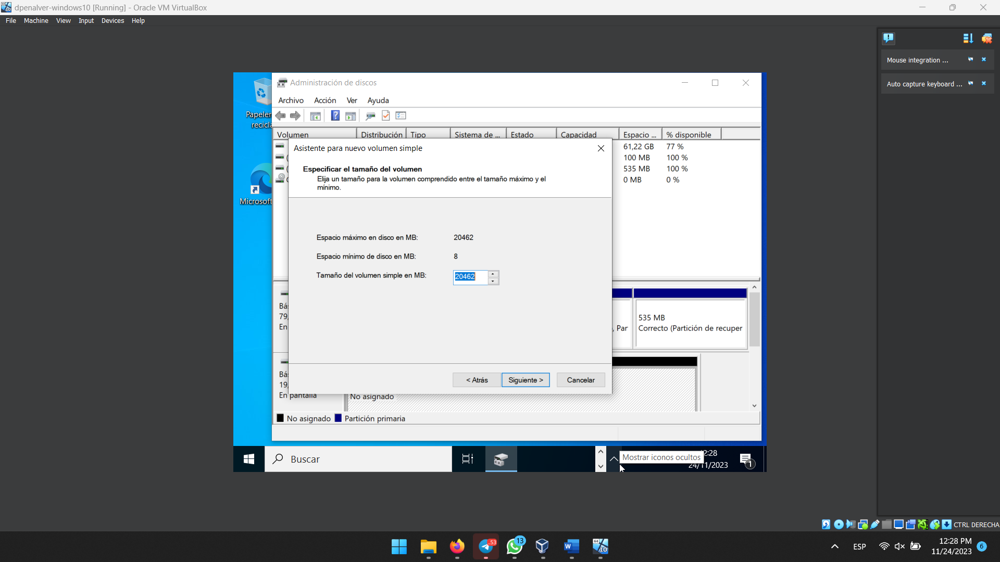 dpenalver-windows10 [Running] - Oracle VM VirtualBox
File Machine View Input Devices Help
Mouse integration ...
Auto capture keyboard ...
Administración de discos
Archivo Acción Ver Ayuda
Volumen Distribución Tipo Sistema de ... Estado Capacidad Espacio ... % disponible
61,22 GB 77 %
100 MB 100 %
535 MB 100 %
0 MB 0 %
Asistente para nuevo volumen simple
Especificar el tamaño del volumen
Elija un tamaño para la volumen comprendido entre el tamaño máximo y el
mínimo.
Espacio máximo en disco en MB: 20462
Espacio mínimo de disco en MB: 8
Tamaño del volumen simple en MB: 20462
< Atrás Siguiente > Cancelar
Papeler
recicla
Microsoft
Bás
79,
En
, Par
535 MB
Correcto (Partición de recuper
Bás
19,
En pantalla
No asignado
No asignado Partición primaria
Buscar
Mostrar iconos ocultos
2:28
24/11/2023
1
CTRL DERECHA
.53
13
64
10
ESP
12:28 PM
11/24/2023
6